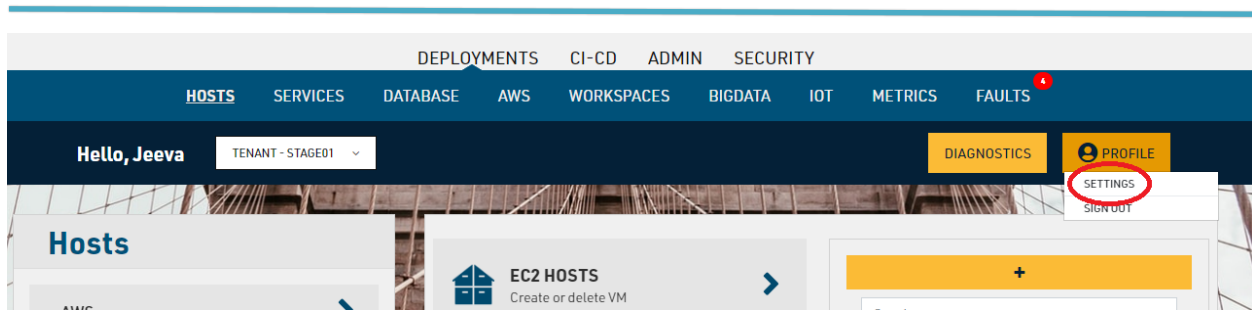 DEPLOYMENTS CI-CD ADMIN SECURITY
HOSTS SERVICES DATABASE AWS WORKSPACES BIGDATA IOT METRICS FAULTS 4
Hello, Jeeva TENANT - STAGE01 DIAGNOSTICS PROFILE
SETTINGS
SIGN OUT
Hosts
EC2 HOSTS
Create or delete VM
+
AWS